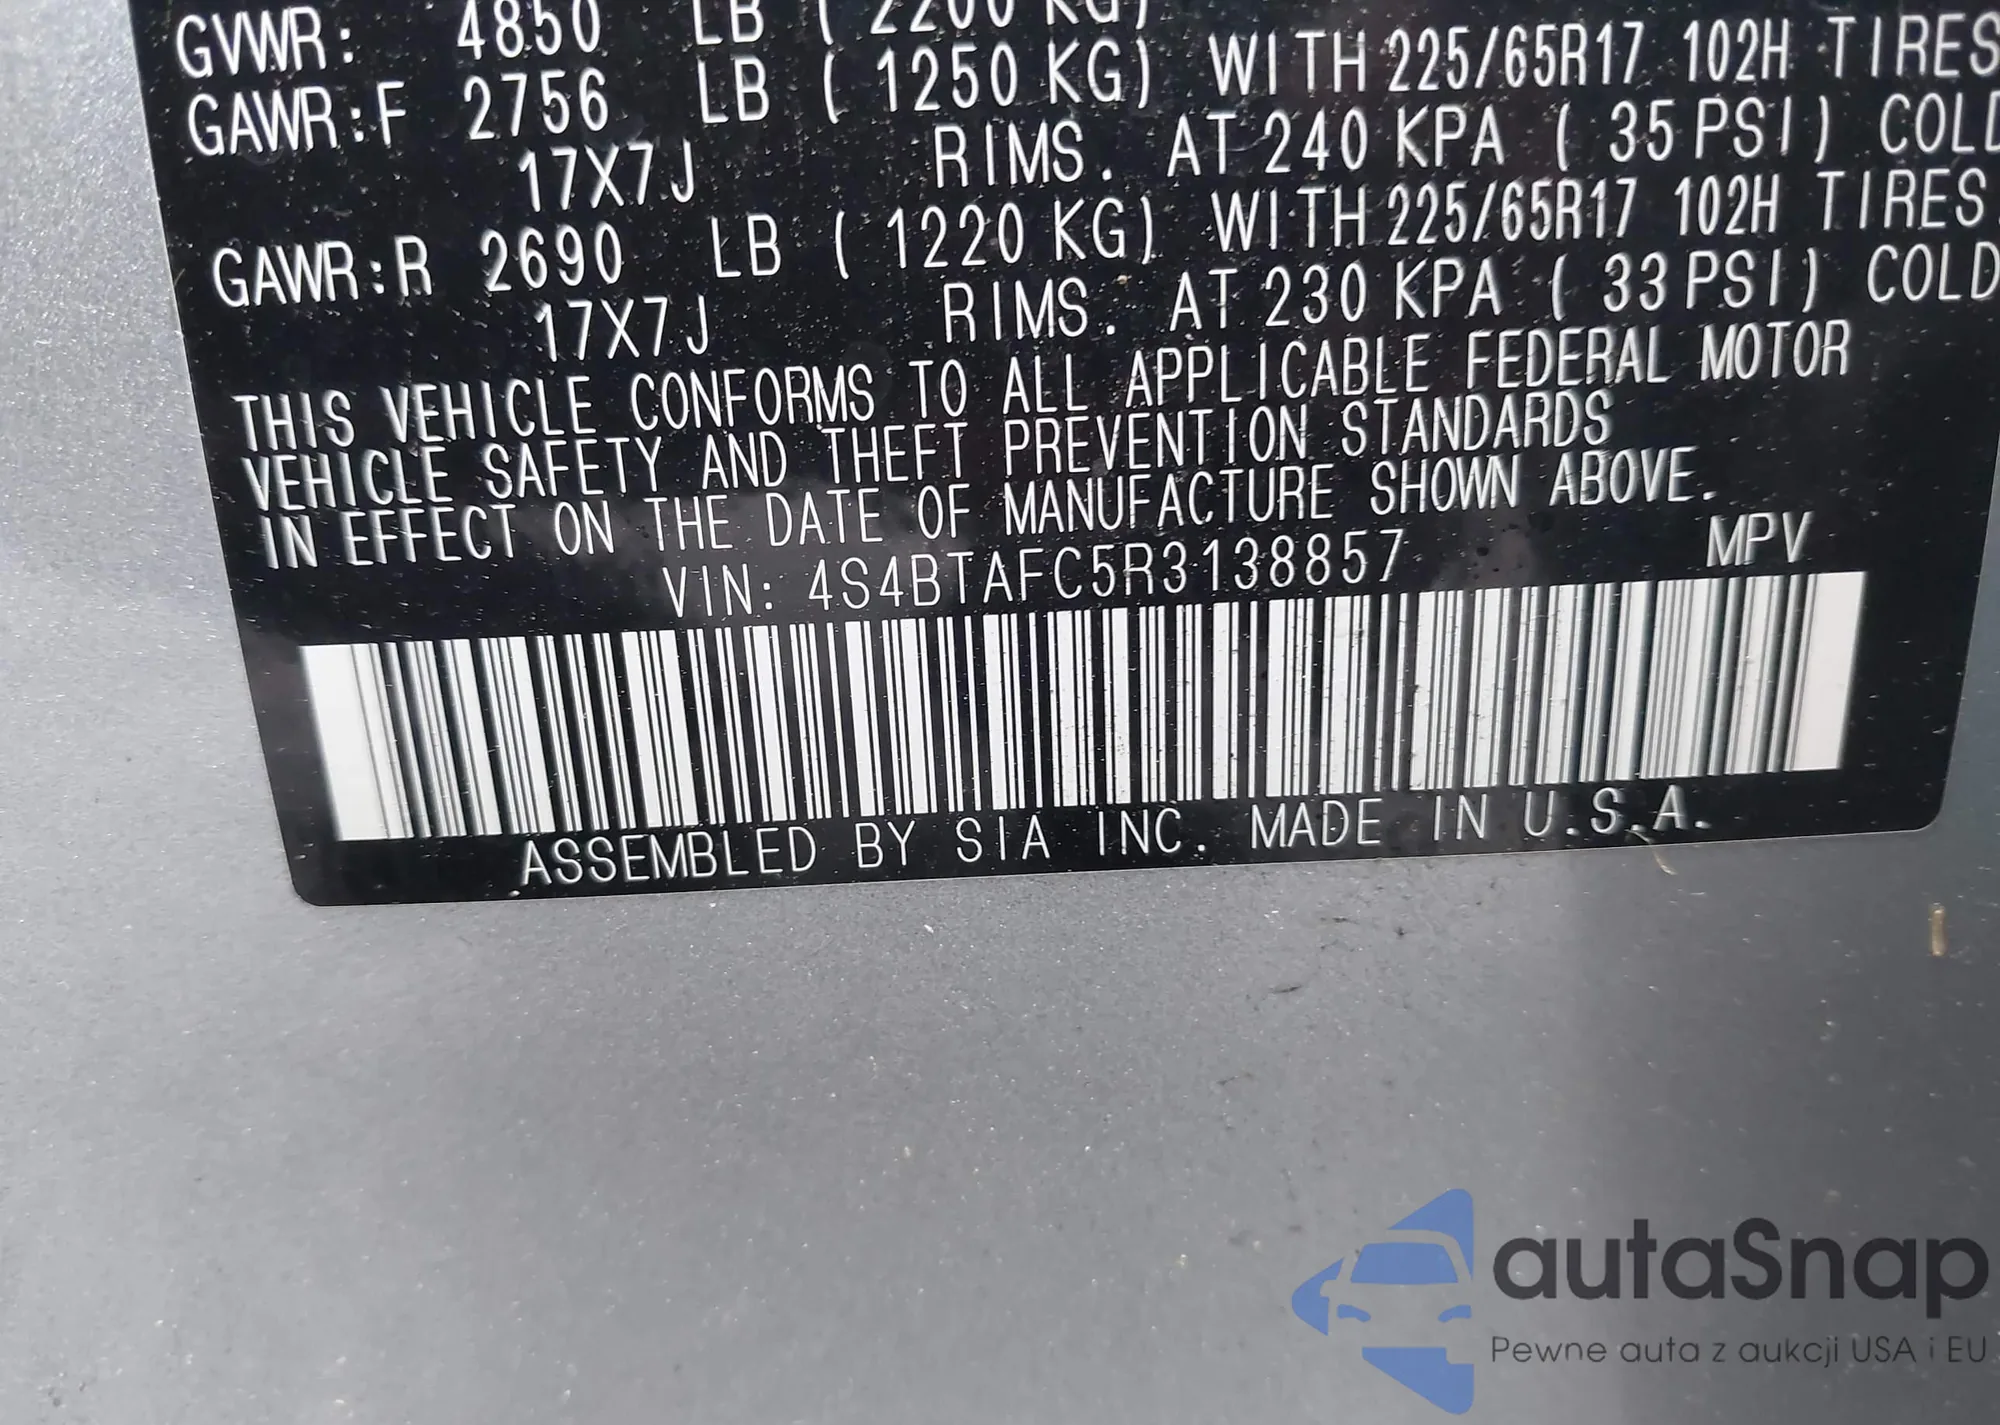 GVWR: 4850 LB ( 2200 KG)
GAWR:F 2756 LB ( 1250 KG) WITH 225/65R17 102H TIRES
17X7J RIMS. AT 240 KPA ( 35 PSI) COLD
GAWR:R 2690 LB ( 1220 KG) WITH 225/65R17 102H TIRES
17X7J RIMS. AT 230 KPA ( 33 PSI) COLD
THIS VEHICLE CONFORMS TO ALL APPLICABLE FEDERAL MOTOR
VEHICLE SAFETY AND THEFT PREVENTION STANDARDS
IN EFFECT ON THE DATE OF MANUFACTURE SHOWN ABOVE.
VIN: 4S4BTAFC5R3138857 MPV
ASSEMBLED BY SIA INC. MADE IN U.S.A.
autaSnap
Pewne auta z aukcji USA i EU